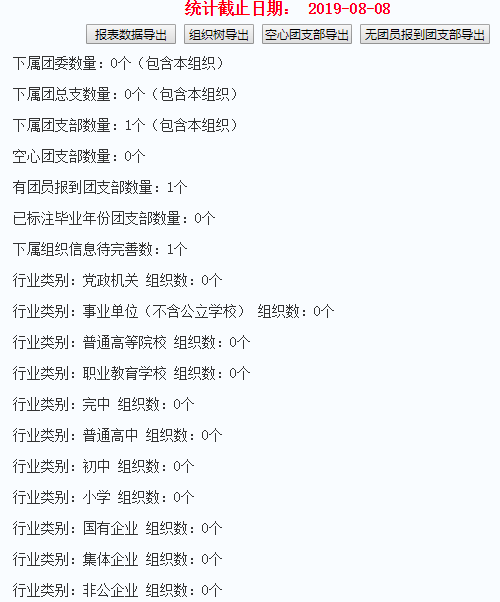 统计截止日期： 2019-08-08
报表数据导出 组织树导出 空心团支部导出 无团员报到团支部导出
下属团委数量：0个（包含本组织）
下属团总支数量：0个（包含本组织）
下属团支部数量：1个（包含本组织）
空心团支部数量：0个
有团员报到团支部数量：1个
已标注毕业年份团支部数量：0个
下属组织信息待完善数：1个
行业类别：党政机关 组织数：0个
行业类别：事业单位（不含公立学校） 组织数：0个
行业类别：普通高等院校 组织数：0个
行业类别：职业教育学校 组织数：0个
行业类别：完中 组织数：0个
行业类别：普通高中 组织数：0个
行业类别：初中 组织数：0个
行业类别：小学 组织数：0个
行业类别：国有企业 组织数：0个
行业类别：集体企业 组织数：0个
行业类别：非公企业 组织数：0个